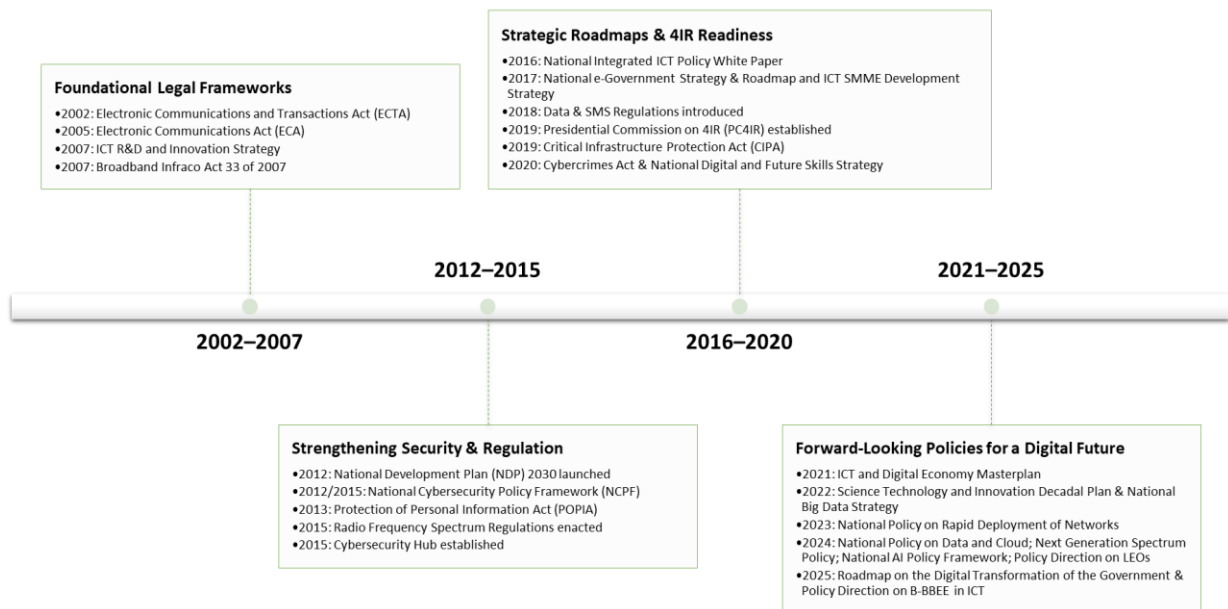 Strategic Roadmaps & 4IR Readiness
•2016: National Integrated ICT Policy White Paper
•2017: National e-Government Strategy & Roadmap and ICT SMME Development
Strategy
•2018: Data & SMS Regulations introduced
•2019: Presidential Commission on 4IR (PC4IR) established
•2019: Critical Infrastructure Protection Act (CIPA)
•2020: Cybercrimes Act & National Digital and Future Skills Strategy
Foundational Legal Frameworks
•2002: Electronic Communications and Transactions Act (ECTA)
•2005: Electronic Communications Act (ECA)
•2007: ICT R&D and Innovation Strategy
•2007: Broadband Infraco Act 33 of 2007
2012–2015
2021–2025
2002–2007
2016–2020
Strengthening Security & Regulation
•2012: National Development Plan (NDP) 2030 launched
•2012/2015: National Cybersecurity Policy Framework (NCPF)
•2013: Protection of Personal Information Act (POPIA)
•2015: Radio Frequency Spectrum Regulations enacted
•2015: Cybersecurity Hub established
Forward-Looking Policies for a Digital Future
•2021: ICT and Digital Economy Masterplan
•2022: Science Technology and Innovation Decadal Plan & National
Big Data Strategy
•2023: National Policy on Rapid Deployment of Networks
•2024: National Policy on Data and Cloud; Next Generation Spectrum
Policy; National AI Policy Framework; Policy Direction on LEOs
•2025: Roadmap on the Digital Transformation of the Government &
Policy Direction on B-BBEE in ICT